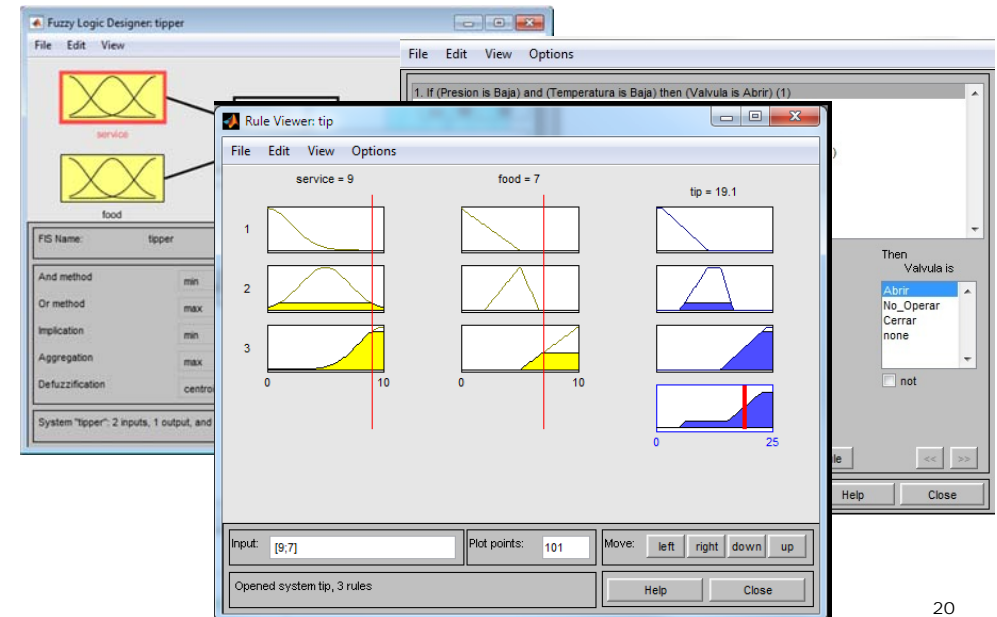 Fuzzy Logic Designer: tipper
File Edit View
service
food
FIS Name: tipper
And method min
Or method max
Implication min
Aggregation max
Defuzzification
System "tipper": 2 inputs, 1 output, and
File Edit View Options
1. If (Presion is Baja) and (Temperatura is Baja) then (Valvula is Abrir) (1)
)
Then
Valvula is
Abrir
No_Operar
Cerrar
none
not
<< >>
Help Close
Rule Viewer: tip
File Edit View Options
service = 9 food = 7 tip = 19.1
1
2
3
0 10 0 10
0 25
Input: [9;7] Plot points: 101 Move: left right down up
Opened system tip, 3 rules Help Close
20